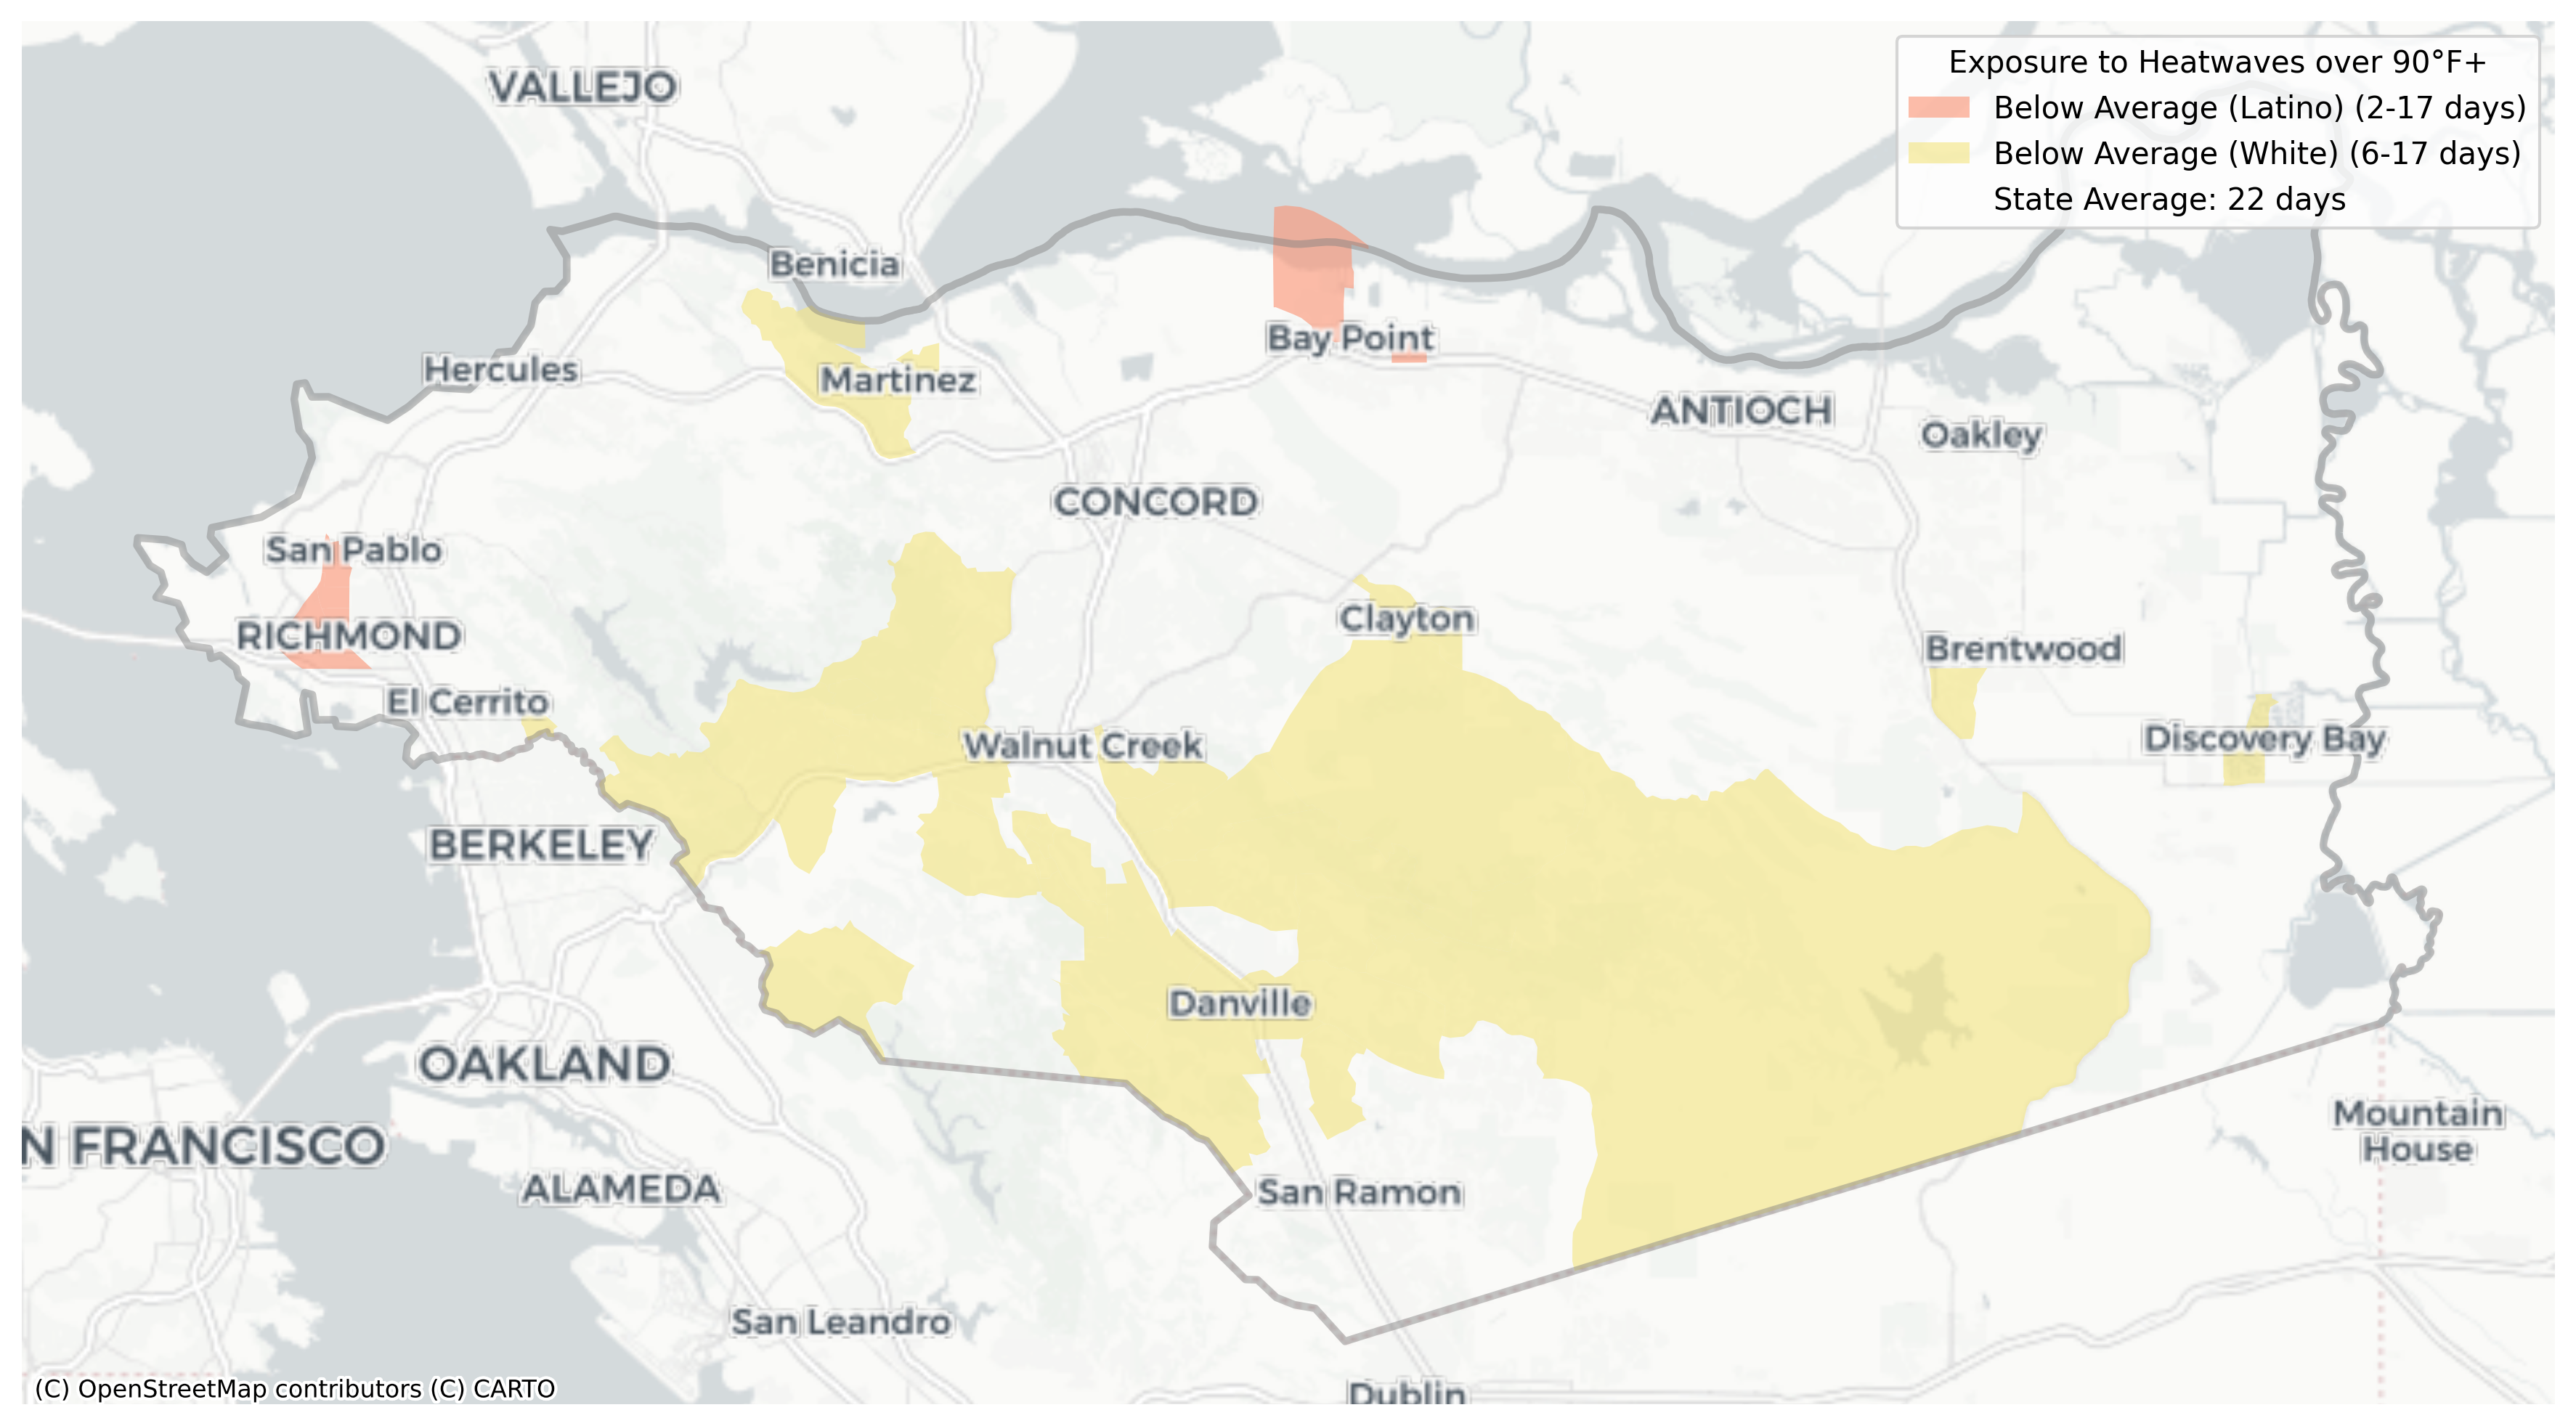 Exposure to Heatwaves over 90°F+
Below Average (Latino) (2-17 days)
Below Average (White) (6-17 days)
State Average: 22 days
VALLEJO
Benicia
Hercules
Martinez
Bay Point
ANTIOCH
Oakley
CONCORD
San Pablo
RICHMOND
Clayton
Brentwood
El Cerrito
Walnut Creek
Discovery Bay
BERKELEY
Danville
OAKLAND
N FRANCISCO
Mountain
House
ALAMEDA
San Ramon
San Leandro
Dublin
(C) OpenStreetMap contributors (C) CARTO